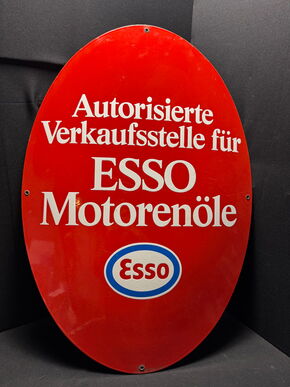 Autorisierte
Verkaufsstelle für
ESSO
Motorenöle
Esso